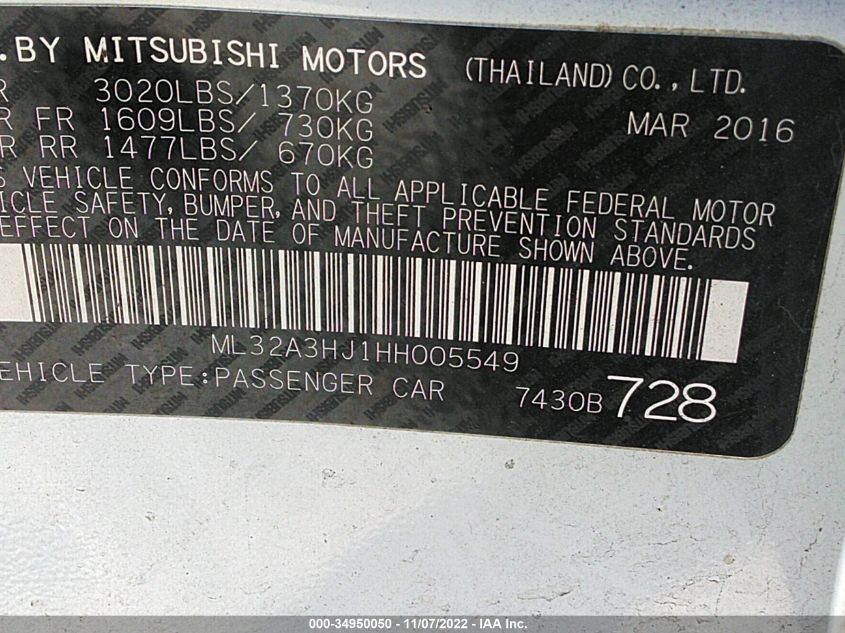 . BY MITSUBISHI MOTORS (THAILAND) CO., LTD.
R 3020LBS/1370KG
MAR 2016
R FR 1609LBS/ 730KG
R RR 1477LBS/ 670KG
S VEHICLE CONFORMS TO ALL APPLICABLE FEDERAL MOTOR
ICLE SAFETY, BUMPER, AND THEFT PREVENTION STANDARDS
EFFECT ON THE DATE OF MANUFACTURE SHOWN ABOVE.
ML32A3HJ1HH005549
EHICLE TYPE:PASSENGER CAR 7430B 728
000-34950050 - 11/07/2022 - IAA Inc.